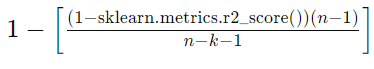 1 − [ (1−sklearn.metrics.r2_score())(n−1) / n−k−1 ]